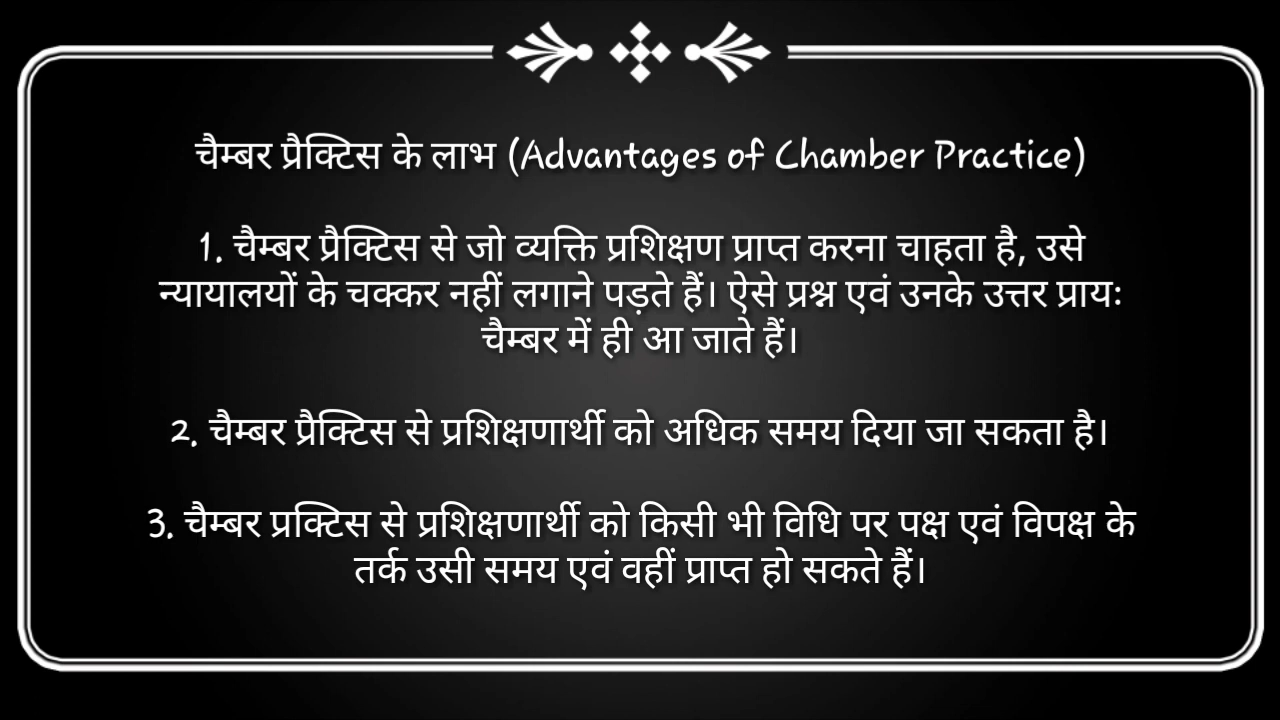 चैम्बर प्रैक्टिस के लाभ (Advantages of Chamber Practice)
1. चैम्बर प्रैक्टिस से जो व्यक्ति प्रशिक्षण प्राप्त करना चाहता है, उसे
न्यायालयों के चक्कर नहीं लगाने पड़ते हैं। ऐसे प्रश्न एवं उनके उत्तर प्रायः
चैम्बर में ही आ जाते हैं।
2. चैम्बर प्रैक्टिस से प्रशिक्षणार्थी को अधिक समय दिया जा सकता है।
3. चैम्बर प्रक्टिस से प्रशिक्षणार्थी को किसी भी विधि पर पक्ष एवं विपक्ष के
तर्क उसी समय एवं वहीं प्राप्त हो सकते हैं।